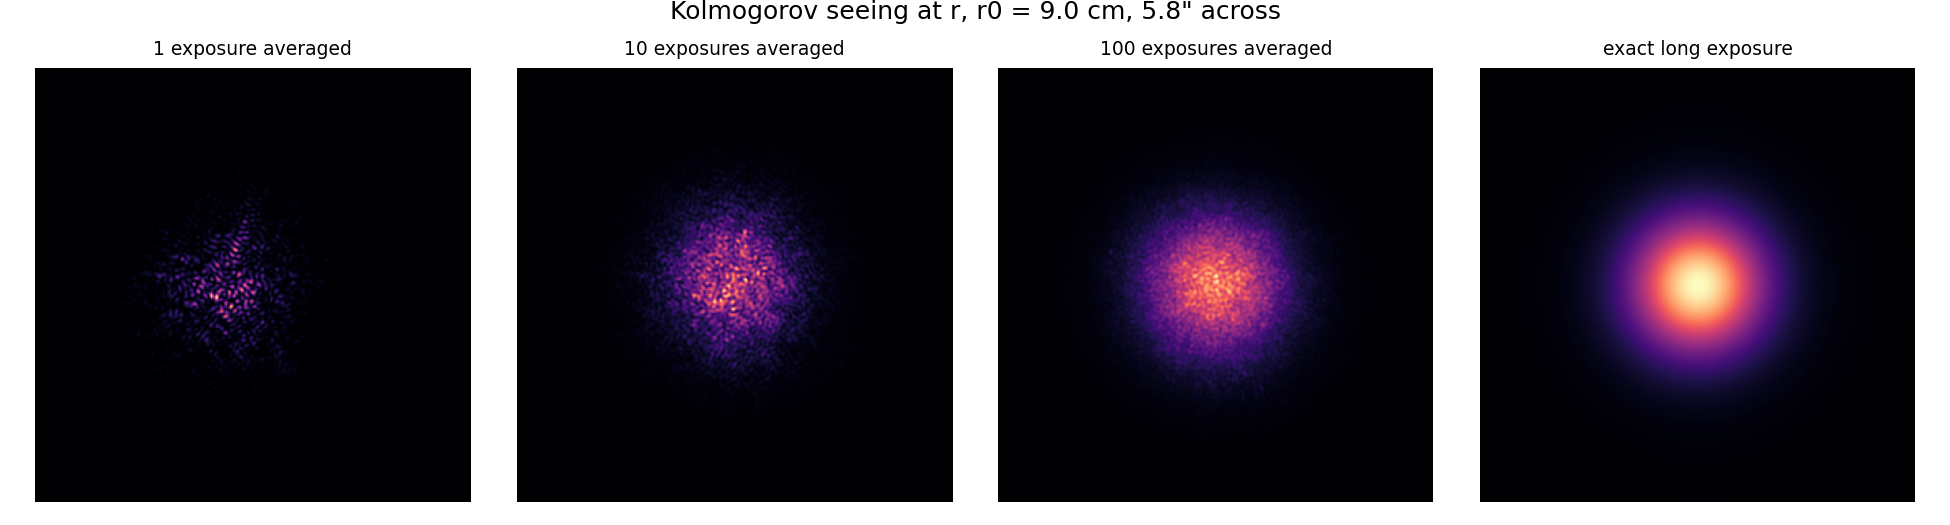 Kolmogorov seeing at r, r0 = 9.0 cm, 5.8" across
1 exposure averaged
10 exposures averaged
100 exposures averaged
exact long exposure